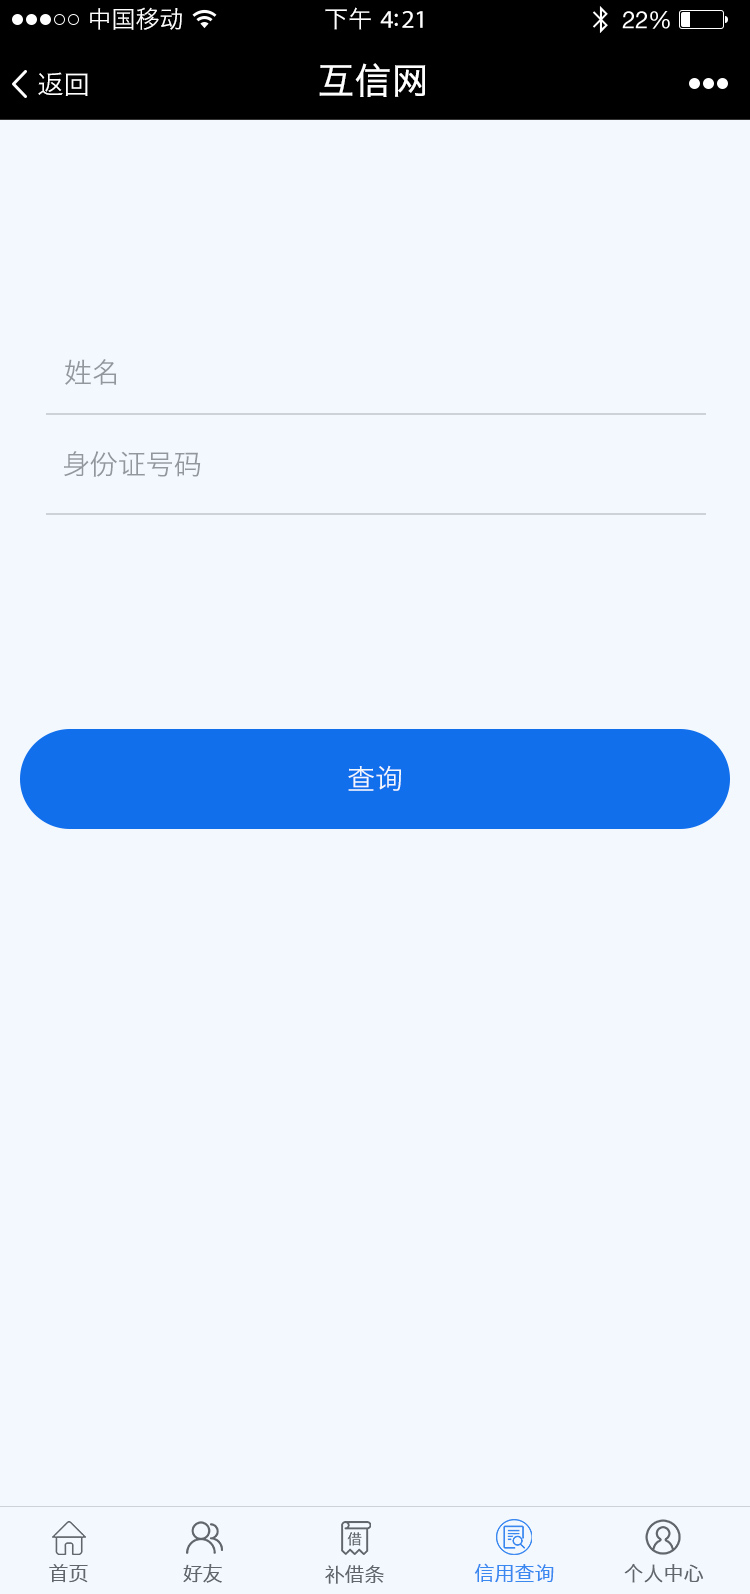 中国移动 下午 4:21 22%
返回 互信网
姓名
身份证号码
查询
借
首页 好友 补借条 信用查询 个人中心